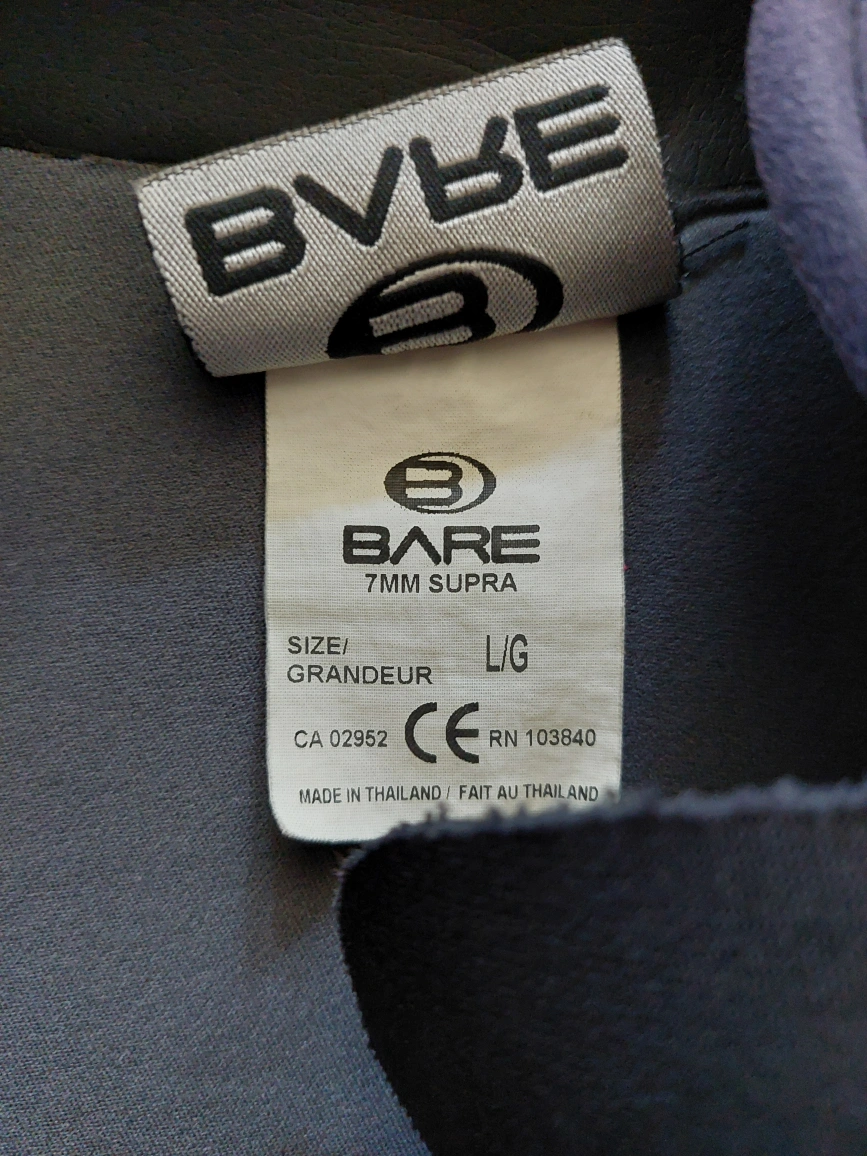 BARE
B
B
BARE
7MM SUPRA
SIZE/ L/G
GRANDEUR
CA 02952 CE RN 103840
MADE IN THAILAND / FAIT AU THAILAND